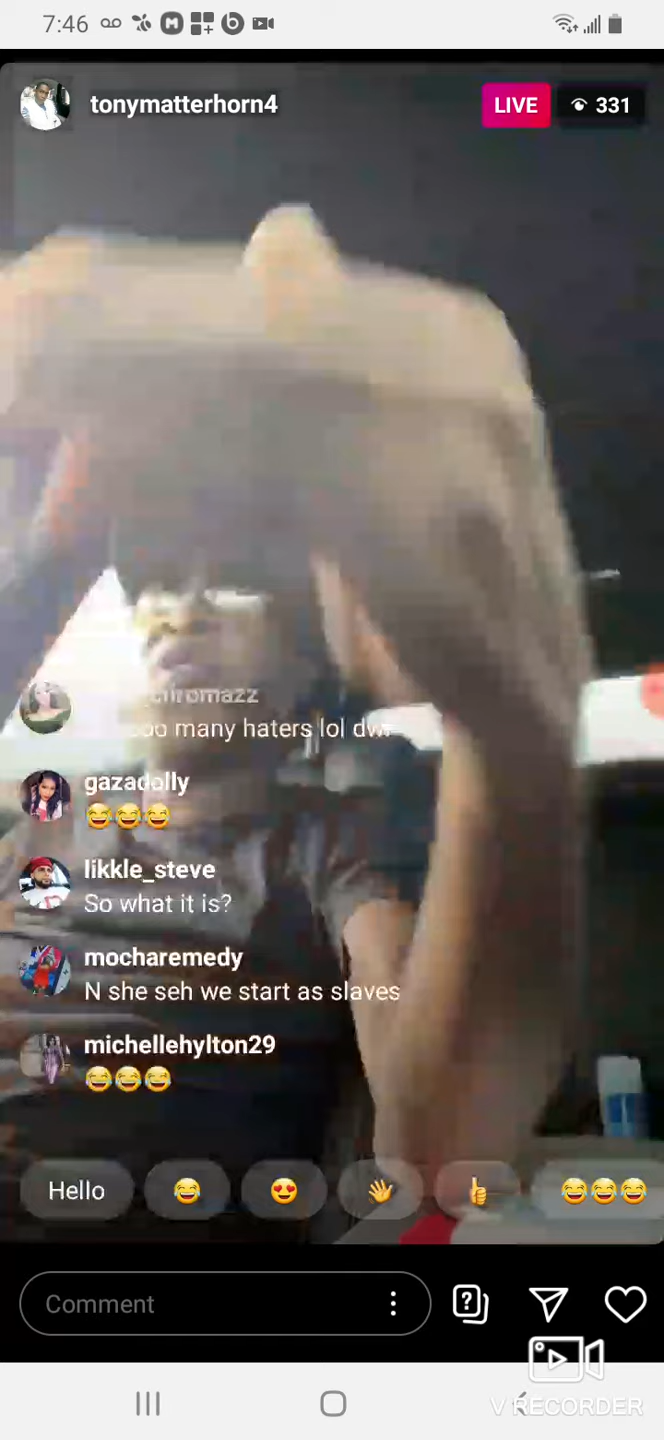 7:46
tonymatterhorn4
LIVE
331
many haters lol
gazadolly
😂😂😂
likkle_steve
So what it is?
mocharemedy
N she seh we start as slaves
michellehylton29
😂😂😂
Hello
😂
😍
👋
👍
😂😂😂
Comment
V RECORDER